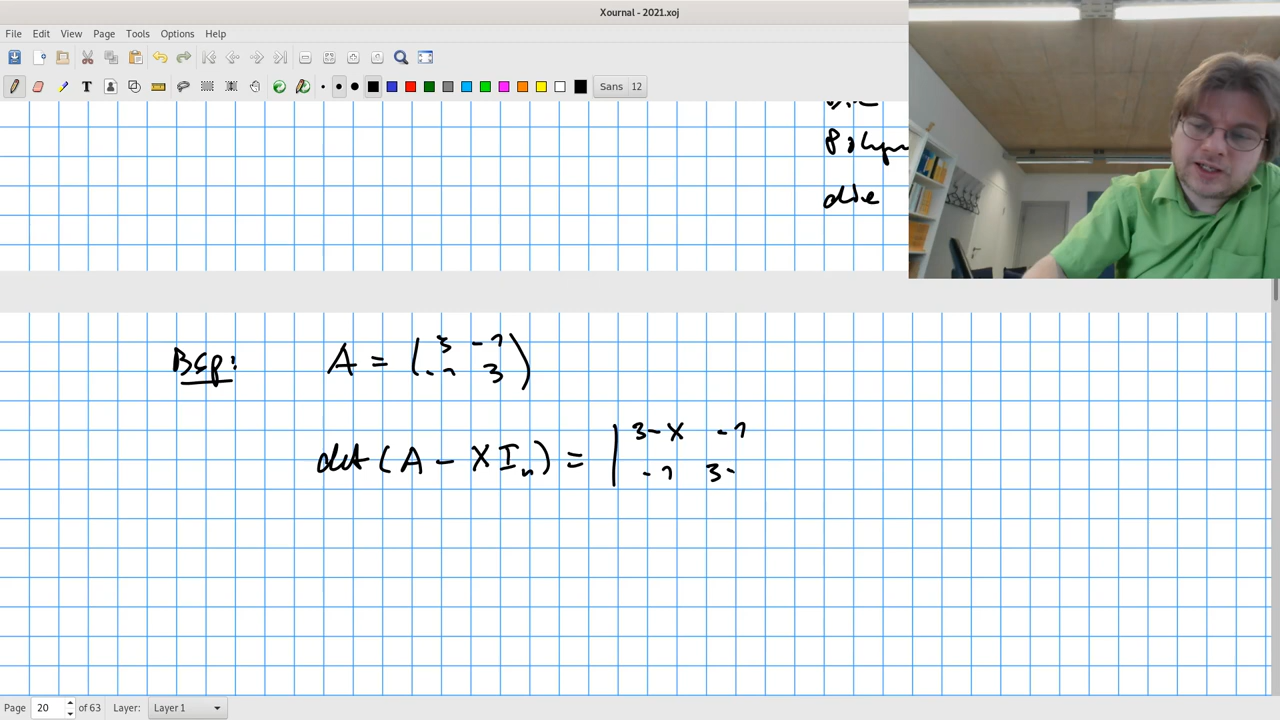 Xournal - 2021.xoj
File Edit View Page Tools Options Help
T Sans 12
die
Bsp: A = ( 3 -1
-1 3 )
det(A - X I_n) = | 3-X -1
-1 3-
Page 20 of 63 Layer: Layer 1